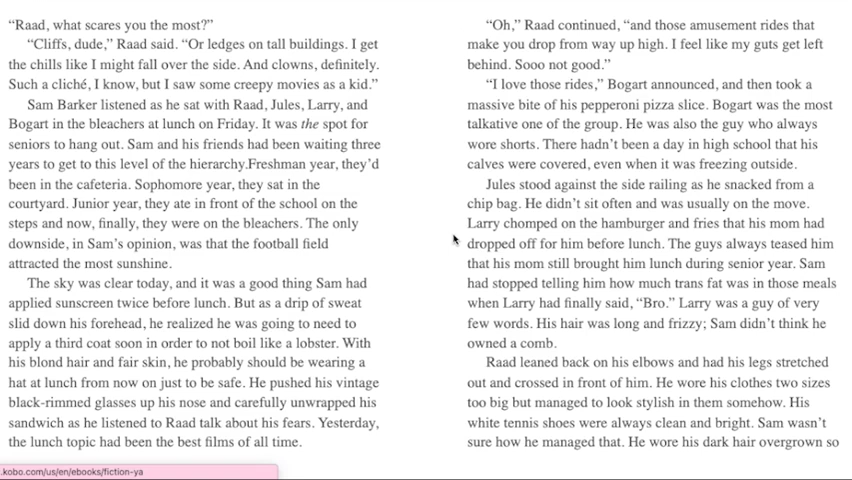 “Raad, what scares you the most?”
“Cliffs, dude,” Raad said. “Or ledges on tall buildings. I get
the chills like I might fall over the side. And clowns, definitely.
Such a cliché, I know, but I saw some creepy movies as a kid.”
Sam Barker listened as he sat with Raad, Jules, Larry, and
Bogart in the bleachers at lunch on Friday. It was the spot for
seniors to hang out. Sam and his friends had been waiting three
years to get to this level of the hierarchy.Freshman year, they’d
been in the cafeteria. Sophomore year, they sat in the
courtyard. Junior year, they ate in front of the school on the
steps and now, finally, they were on the bleachers. The only
downside, in Sam’s opinion, was that the football field
attracted the most sunshine.
The sky was clear today, and it was a good thing Sam had
applied sunscreen twice before lunch. But as a drip of sweat
slid down his forehead, he realized he was going to need to
apply a third coat soon in order to not boil like a lobster. With
his blond hair and fair skin, he probably should be wearing a
hat at lunch from now on just to be safe. He pushed his vintage
black-rimmed glasses up his nose and carefully unwrapped his
sandwich as he listened to Raad talk about his fears. Yesterday,
the lunch topic had been the best films of all time.
“Oh,” Raad continued, “and those amusement rides that
make you drop from way up high. I feel like my guts get left
behind. Sooo not good.”
“I love those rides,” Bogart announced, and then took a
massive bite of his pepperoni pizza slice. Bogart was the most
talkative one of the group. He was also the guy who always
wore shorts. There hadn’t been a day in high school that his
calves were covered, even when it was freezing outside.
Jules stood against the side railing as he snacked from a
chip bag. He didn’t sit often and was usually on the move.
Larry chomped on the hamburger and fries that his mom had
dropped off for him before lunch. The guys always teased him
that his mom still brought him lunch during senior year. Sam
had stopped telling him how much trans fat was in those meals
when Larry had finally said, “Bro.” Larry was a guy of very
few words. His hair was long and frizzy; Sam didn’t think he
owned a comb.
Raad leaned back on his elbows and had his legs stretched
out and crossed in front of him. He wore his clothes two sizes
too big but managed to look stylish in them somehow. His
white tennis shoes were always clean and bright. Sam wasn’t
sure how he managed that. He wore his dark hair overgrown so
.kobo.com/us/en/ebooks/fiction-ya